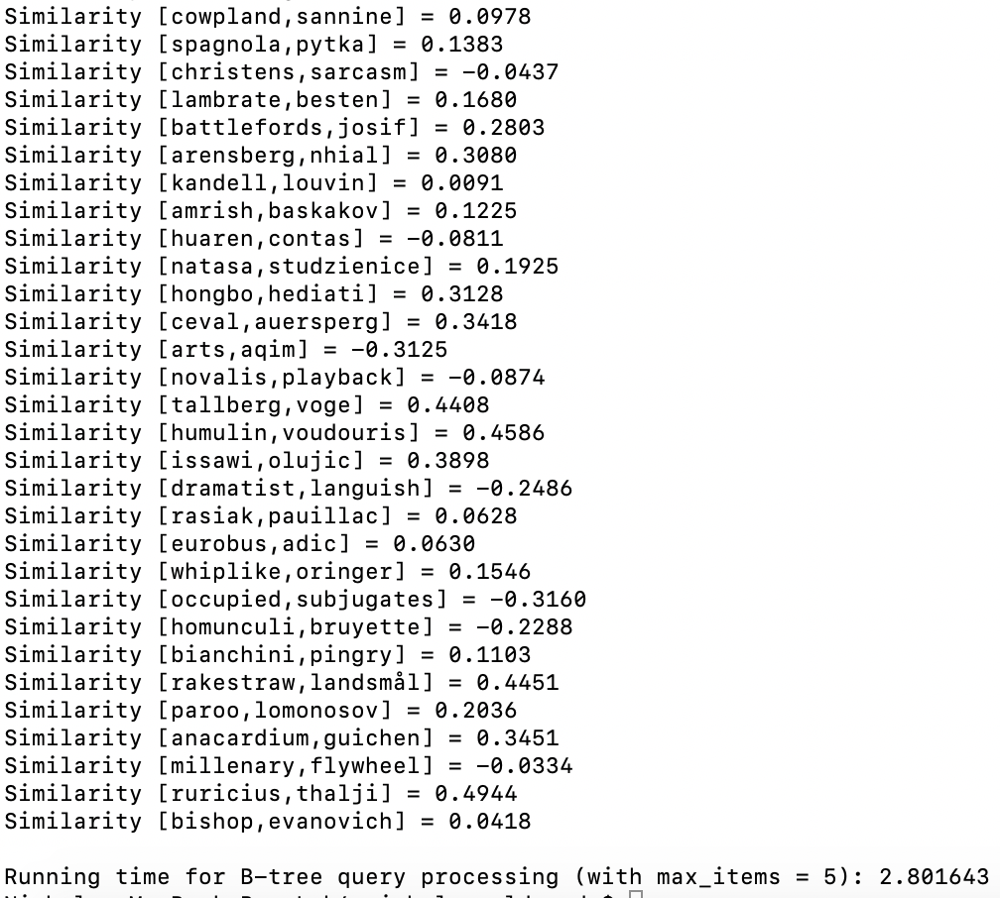 Similarity [cowpland,sannine] = 0.0978
Similarity [spagnola,pytka] = 0.1383
Similarity [christens,sarcasm] = -0.0437
Similarity [lambrate,besten] = 0.1680
Similarity [battlefords,josif] = 0.2803
Similarity [arensberg,nhial] = 0.3080
Similarity [kandell,louvin] = 0.0091
Similarity [amrish,baskakov] = 0.1225
Similarity [huaren,contas] = -0.0811
Similarity [natasa,studzienice] = 0.1925
Similarity [hongbo,hediati] = 0.3128
Similarity [ceval,auersperg] = 0.3418
Similarity [arts,aqim] = -0.3125
Similarity [novalis,playback] = -0.0874
Similarity [tallberg,voge] = 0.4408
Similarity [humulin,voudouris] = 0.4586
Similarity [issawi,olujic] = 0.3898
Similarity [dramatist,languish] = -0.2486
Similarity [rasiak,pauillac] = 0.0628
Similarity [eurobus,adic] = 0.0630
Similarity [whiplike,oringer] = 0.1546
Similarity [occupied,subjugates] = -0.3160
Similarity [homunculi,bruyette] = -0.2288
Similarity [bianchini,pingry] = 0.1103
Similarity [rakestraw,landsmål] = 0.4451
Similarity [paroo,lomonosov] = 0.2036
Similarity [anacardium,guichen] = 0.3451
Similarity [millenary,flywheel] = -0.0334
Similarity [ruricius,thalji] = 0.4944
Similarity [bishop,evanovich] = 0.0418
Running time for B-tree query processing (with max_items = 5): 2.801643